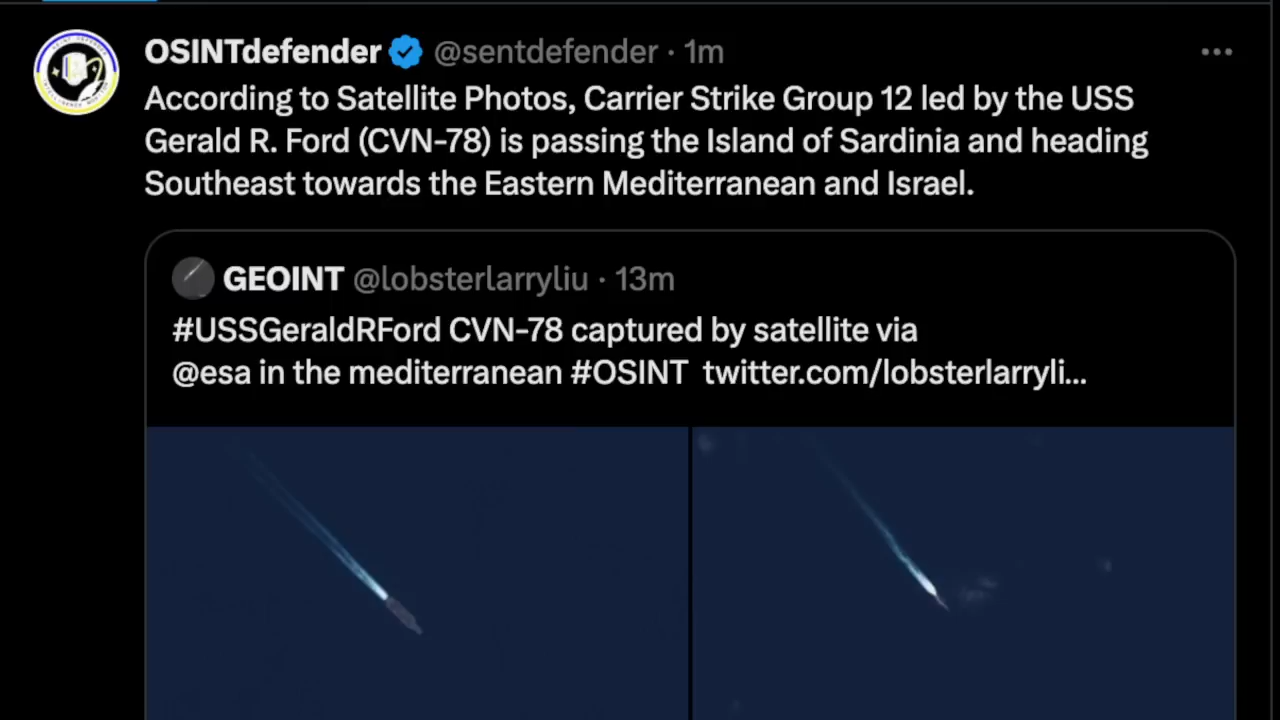 OSINTdefender @sentdefender · 1m
According to Satellite Photos, Carrier Strike Group 12 led by the USS
Gerald R. Ford (CVN-78) is passing the Island of Sardinia and heading
Southeast towards the Eastern Mediterranean and Israel.
GEOINT @lobsterlarryliu · 13m
#USSGeraldRFord CVN-78 captured by satellite via
@esa in the mediterranean #OSINT twitter.com/lobsterlarryli...